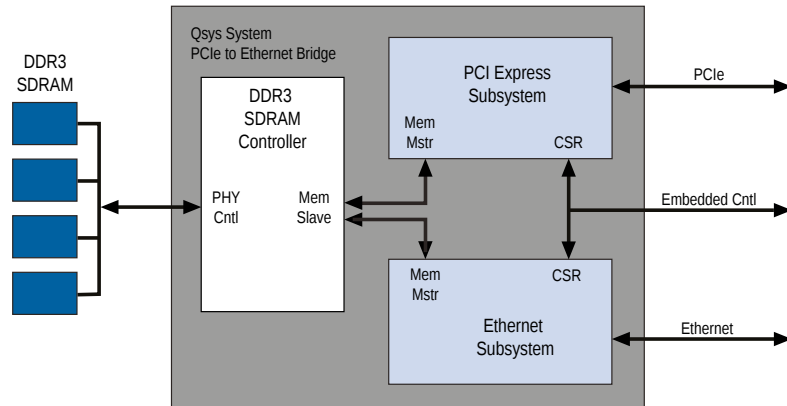 Qsys System
PCIe to Ethernet Bridge
DDR3
SDRAM
DDR3
SDRAM
Controller
PHY
Cntl
Mem
Slave
PCI Express
Subsystem
Mem
Mstr
CSR
PCIe
Embedded Cntl
Mem
Mstr
CSR
Ethernet
Subsystem
Ethernet